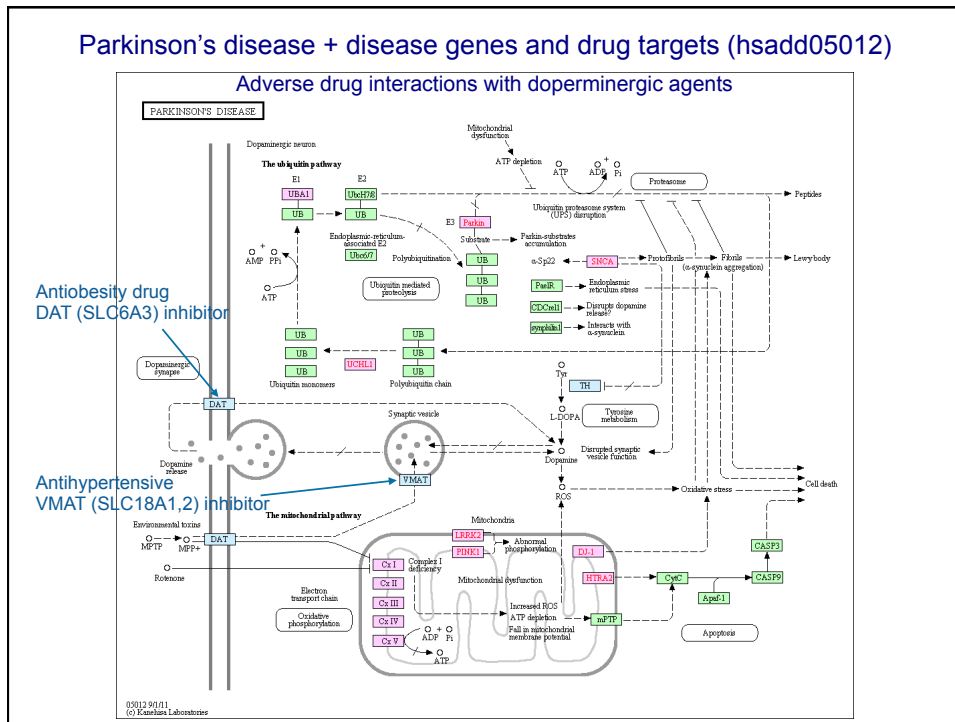 Parkinson's disease + disease genes and drug targets (hsadd05012)
Adverse drug interactions with doperminergic agents
PARKINSON'S DISEASE
Dopaminergic neuron
The ubiquitin pathway
E1
E2
UBA1
UbcH7/8
UB
UB
Endoplasmic-reticulum-
associated E2
Ubc6/7
Mitochondrial
dysfunction
ATP depletion
ATP
ADP
+
Pi
Proteasome
Peptides
Ubiquitin proteasome system
(UPS) disruption
E3
Parkin
Substrate
Parkin-substrates
accumulation
Polyubiquitination
UB
UB
UB
α-Sp22
SNCA
Protofibrils
Fibrils
Lewy body
(α-synuclein aggregation)
PaelR
Endoplasmic
reticulum stress
CDCrel1
Disrupts dopamine
release?
synphilin1
Interacts with
α-synuclein
+
AMP
PPi
ATP
Ubiquitin mediated
proteolysis
Antiobesity drug
DAT (SLC6A3) inhibitor
UB
UB
UB
Ubiquitin monomers
UCHL1
UB
UB
UB
Polyubiquitin chain
Dopaminergic
synapse
DAT
Tyr
TH
L-DOPA
Tyrosine
metabolism
Synaptic vesicle
Dopamine
release
Dopamine
Disrupted synaptic
vesicle function
VMAT
Antihypertensive
VMAT (SLC18A1,2) inhibitor
ROS
Oxidative stress
Cell death
The mitochondrial pathway
Environmental toxins
MPTP
MPP+
DAT
Rotenone
Mitochondria
LRRK2
PINK1
Abnormal
phosphorylation
DJ-1
HTRA2
CASP3
CytC
CASP9
Apaf-1
Cx I
Cx II
Cx III
Cx IV
Cx V
Complex I
deficiency
Mitochondrial dysfunction
Electron
transport chain
Oxidative
phosphorylation
Increased ROS
ATP depletion
Fall in mitochondrial
membrane potential
ADP
+
Pi
ATP
mPTP
Apoptosis
05012 9/1/11
(c) Kanehisa Laboratories